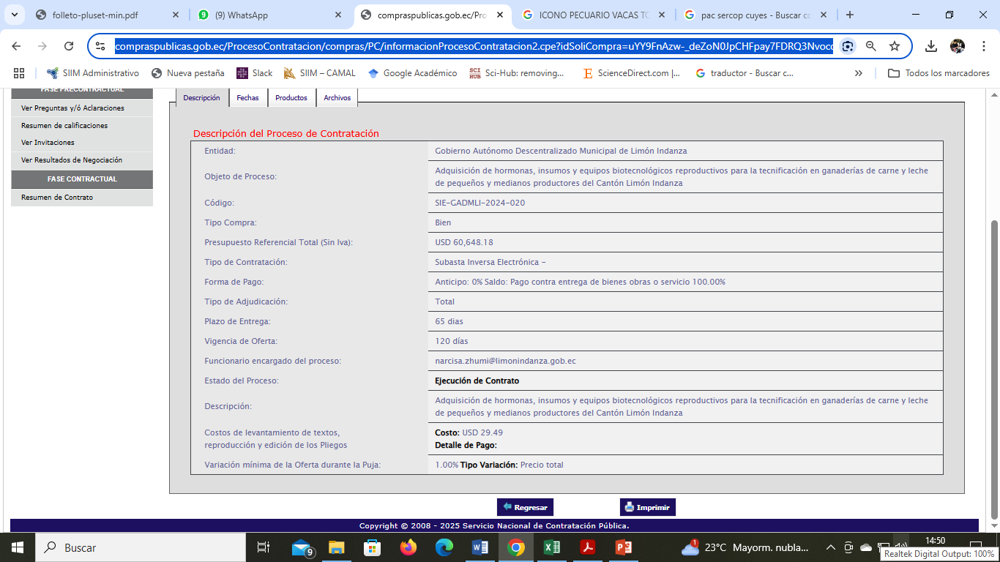 folleto-pluset-min.pdf
(9) WhatsApp
9
compraspublicas.gob.ec/Pro
ICONO PECUARIO VACAS TO
pac sercop cuyes - Buscar co
compraspublicas.gob.ec/ProcesoContratacion/compras/PC/informacionProcesoContratacion2.cpe?idSoliCompra=uYY9FnAzw-_deZoN0JpCHFpay7FDRQ3Nvoco
SIIM Administrativo
Nueva pestaña
Slack
SIIM – CAMAL
Google Académico
SCI HUB
Sci-Hub: removing...
ScienceDirect.com |...
traductor - Buscar c...
Todos los marcadores
FASE PRECONTRACTUAL
Ver Preguntas y/ó Aclaraciones
Resumen de calificaciones
Ver Invitaciones
Ver Resultados de Negociación
FASE CONTRACTUAL
Resumen de Contrato
Descripción
Fechas
Productos
Archivos
Descripción del Proceso de Contratación
Entidad: Gobierno Autónomo Descentralizado Municipal de Limón Indanza
Objeto de Proceso: Adquisición de hormonas, insumos y equipos biotecnológicos reproductivos para la tecnificación en ganaderías de carne y leche
de pequeños y medianos productores del Cantón Limón Indanza
Código: SIE-GADMLI-2024-020
Tipo Compra: Bien
Presupuesto Referencial Total (Sin Iva): USD 60,648.18
Tipo de Contratación: Subasta Inversa Electrónica -
Forma de Pago: Anticipo: 0% Saldo: Pago contra entrega de bienes obras o servicio 100.00%
Tipo de Adjudicación: Total
Plazo de Entrega: 65 dias
Vigencia de Oferta: 120 días
Funcionario encargado del proceso: narcisa.zhumi@limonindanza.gob.ec
Estado del Proceso: Ejecución de Contrato
Descripción: Adquisición de hormonas, insumos y equipos biotecnológicos reproductivos para la tecnificación en ganaderías de carne y leche
de pequeños y medianos productores del Cantón Limón Indanza
Costos de levantamiento de textos, Costo: USD 29.49
reproducción y edición de los Pliegos Detalle de Pago:
Variación mínima de la Oferta durante la Puja: 1.00% Tipo Variación: Precio total
Regresar
Imprimir
Copyright © 2008 - 2025 Servicio Nacional de Contratación Pública.
Buscar
9
1
23°C Mayorm. nubla...
14:50
Realtek Digital Output: 100%